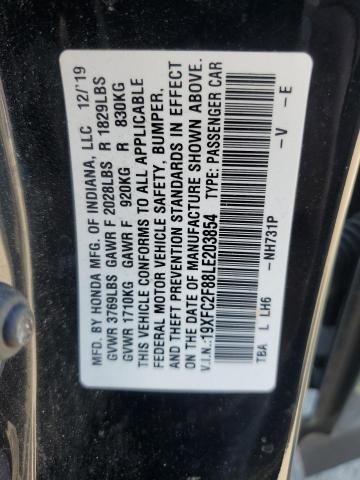 MFD. BY HONDA MFG. OF INDIANA, LLC 12/'19
GVWR 3769LBS GAWR F 2028LBS R 1829LBS
GVWR 1710KG GAWR F 920KG R 830KG
THIS VEHICLE CONFORMS TO ALL APPLICABLE
FEDERAL MOTOR VEHICLE SAFETY, BUMPER,
AND THEFT PREVENTION STANDARDS IN EFFECT
ON THE DATE OF MANUFACTURE SHOWN ABOVE.
V.I.N.:19XFC2F88LE203854 TYPE: PASSENGER CAR
-NH731P -V -E
TBA L LH6